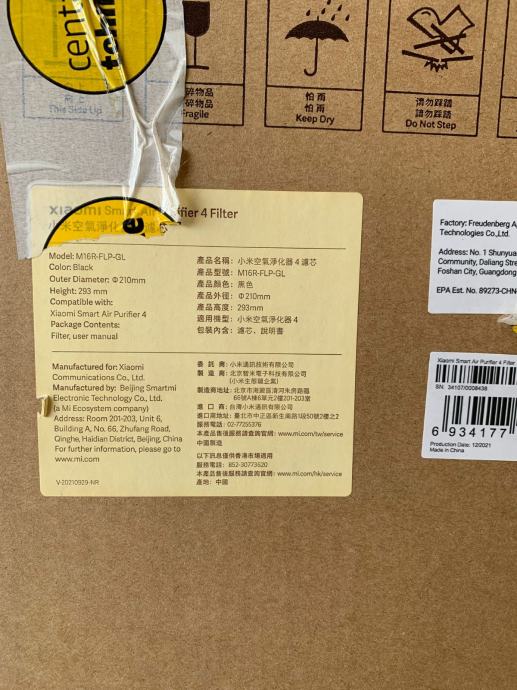 centr
向上
This Side Up
碎物品
Fragile
怕雨
怕雨
Keep Dry
请勿踩踏
請勿踩踏
Do Not Step
e
Xiaomi Smart Air Purifier 4 Filter
小米空氣淨化器 4 濾芯
Model: M16R-FLP-GL
Color: Black
Outer Diameter: Φ210mm
Height: 293 mm
Compatible with:
Xiaomi Smart Air Purifier 4
Package Contents:
Filter, user manual
產品名稱：小米空氣淨化器 4 濾芯
產品型號：M16R-FLP-GL
產品顏色：黑色
產品外徑：Φ210mm
產品高度：293mm
適用機型：小米空氣淨化器 4
包裝內含：濾芯、說明書
Manufactured for: Xiaomi
Communications Co., Ltd.
Manufactured by: Beijing Smartmi
Electronic Technology Co., Ltd.
(a Mi Ecosystem company)
Address: Room 201-203, Unit 6,
Building A, No. 66, Zhufang Road,
Qinghe, Haidian District, Beijing, China
For further information, please go to
www.mi.com
V-20210929-NR
委 託 商：小米通訊技術有限公司
製 造 商：北京智米電子科技有限公司
(小米生態鏈企業)
製造商地址：北京市海淀區清河朱房路臨
66號A棟6單元2層201-203室
進 口 商：台灣小米通訊有限公司
進口商地址：臺北市中正區新生南路1段50號2樓之2
服務電話：02-77255376
本產品售後服務請查詢官網：www.mi.com/tw/service
中國製造
以下訊息僅供香港市場適用
服務電話：852-30773620
本產品售後服務請查詢官網：www.mi.com/hk/service
產地：中國
Factory: Freudenberg A
Technologies Co.,Ltd.
Address: No. 1 Shunyua
Community, Daliang Stre
Foshan City, Guangdong
EPA Est. No. 89273-CHN
Xiaomi Smart Air Purifier 4 Filter
SN: 34107/0008438
6 934177
Production Date: 12/2021
Made in China